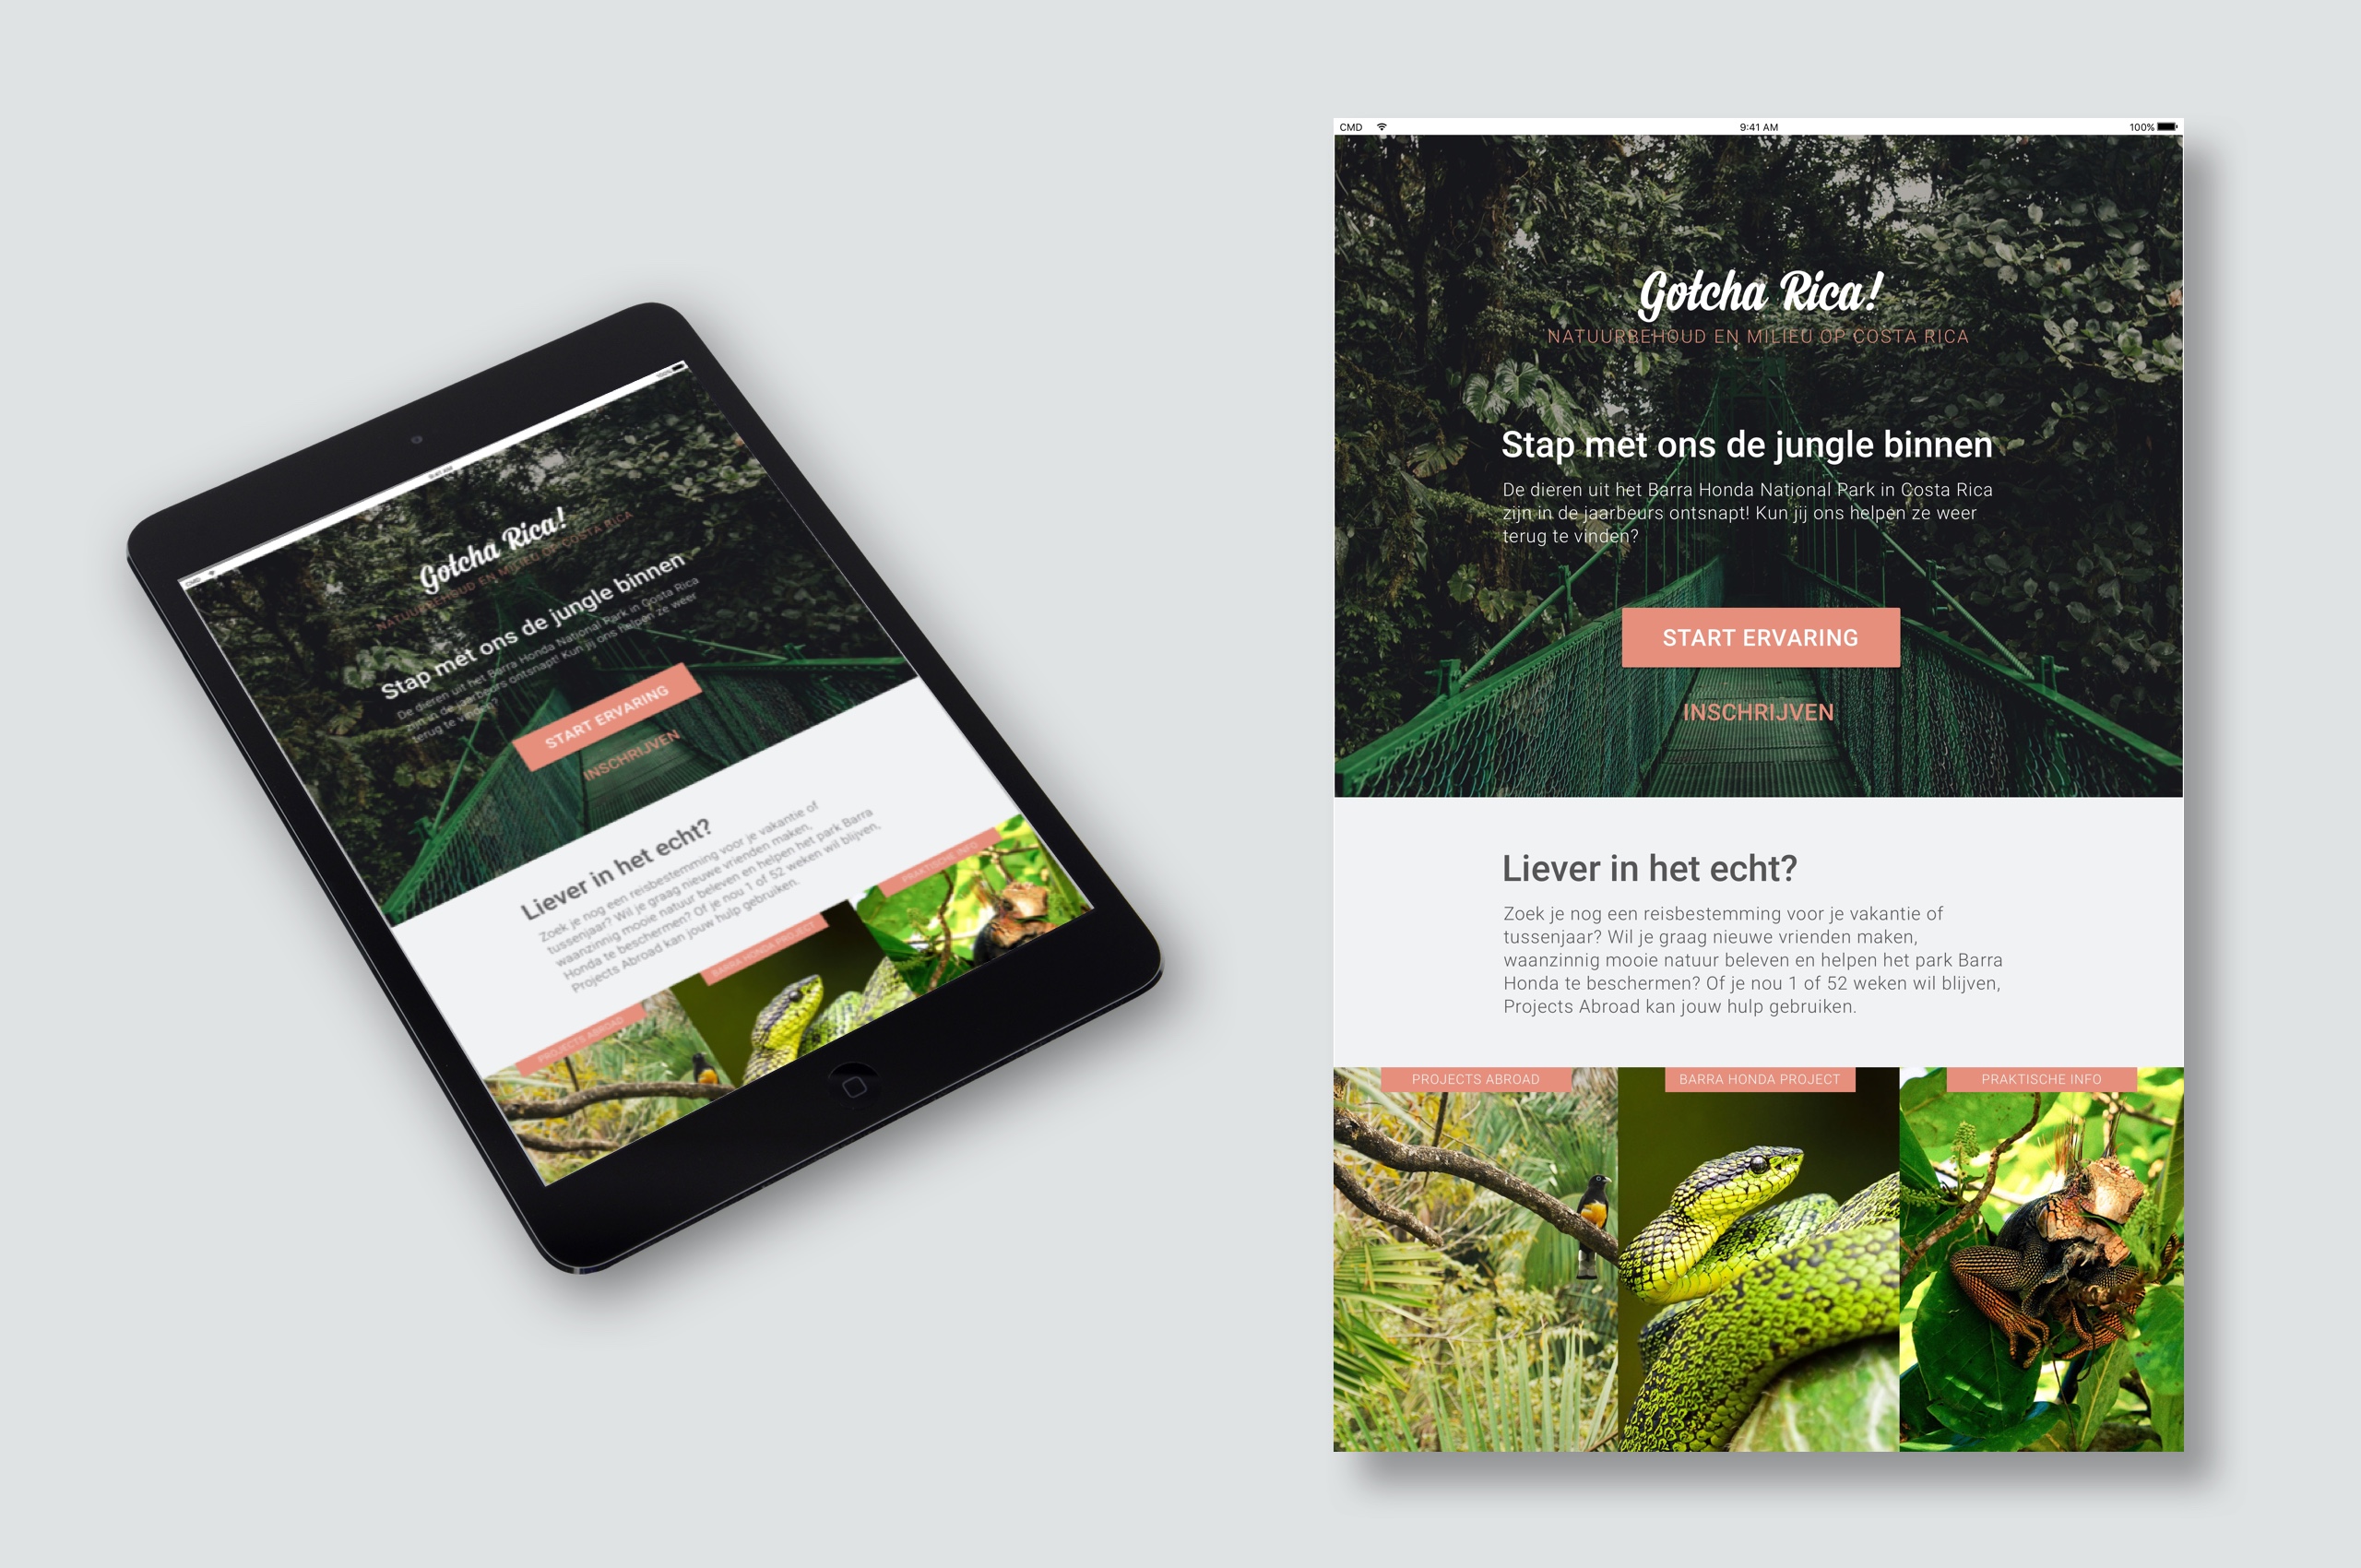 CMD 9:41 AM 100%
Gotcha Rica!
NATUURBEHOUD EN MILIEU OP COSTA RICA
Stap met ons de jungle binnen
De dieren uit het Barra Honda National Park in Costa Rica
zijn in de jaarbeurs ontsnapt! Kun jij ons helpen ze weer
terug te vinden?
START ERVARING
INSCHRIJVEN
Liever in het echt?
Zoek je nog een reisbestemming voor je vakantie of
tussenjaar? Wil je graag nieuwe vrienden maken,
waanzinnig mooie natuur beleven en helpen het park Barra
Honda te beschermen? Of je nou 1 of 52 weken wil blijven,
Projects Abroad kan jouw hulp gebruiken.
PROJECTS ABROAD
BARRA HONDA PROJECT
PRAKTISCHE INFO
CMD 9:41 AM 100%
Gotcha Rica!
NATUURBEHOUD EN MILIEU OP COSTA RICA
Stap met ons de jungle binnen
De dieren uit het Barra Honda National Park in Costa Rica
zijn in de jaarbeurs ontsnapt! Kun jij ons helpen ze weer
terug te vinden?
START ERVARING
INSCHRIJVEN
Liever in het echt?
Zoek je nog een reisbestemming voor je vakantie of
tussenjaar? Wil je graag nieuwe vrienden maken,
waanzinnig mooie natuur beleven en helpen het park Barra
Honda te beschermen? Of je nou 1 of 52 weken wil blijven,
Projects Abroad kan jouw hulp gebruiken.
PROJECTS ABROAD
BARRA HONDA PROJECT
PRAKTISCHE INFO